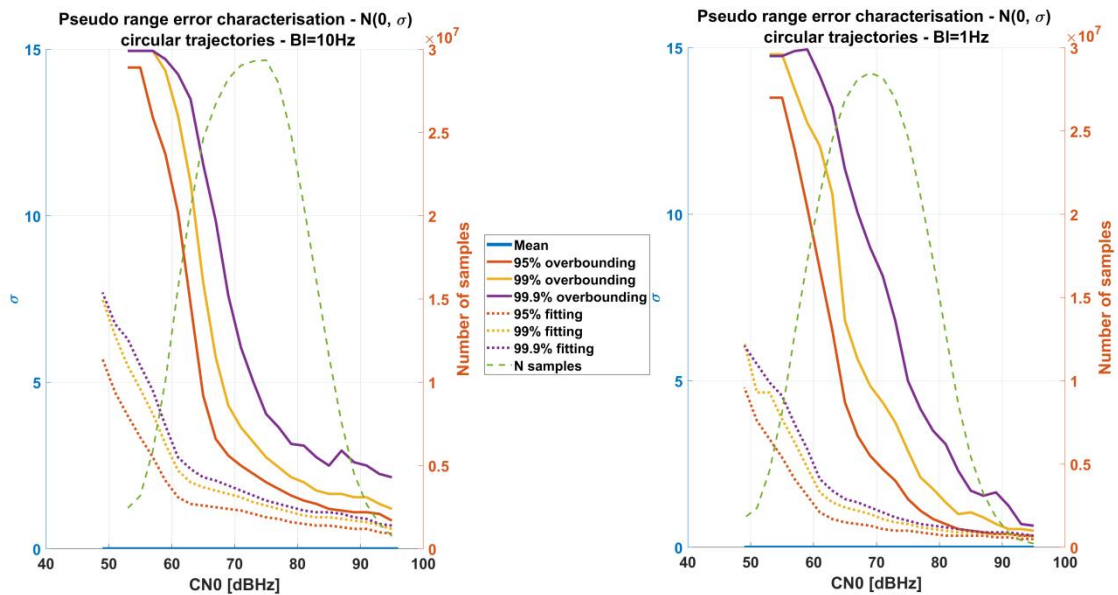 Pseudo range error characterisation - N(0, σ)
circular trajectories - Bl=10Hz
15
10
5
0
σ
40
50
60
70
80
90
100
CN0 [dBHz]
×10⁷
3
2.5
2
1.5
1
0.5
0
Number of samples
Mean
95% overbounding
99% overbounding
99.9% overbounding
95% fitting
99% fitting
99.9% fitting
N samples
Pseudo range error characterisation - N(0, σ)
circular trajectories - Bl=1Hz
15
10
5
0
σ
40
50
60
70
80
90
100
CN0 [dBHz]
×10⁷
3
2.5
2
1.5
1
0.5
0
Number of samples